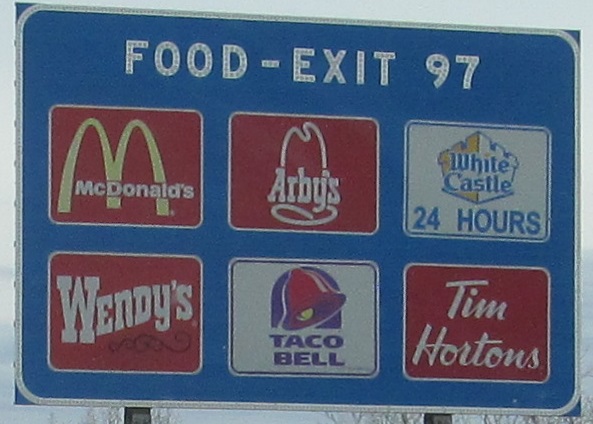 FOOD - EXIT 97
McDonald's
Arby's
White
Castle
24 HOURS
WENDY'S
TACO
BELL
Tim
Hortons